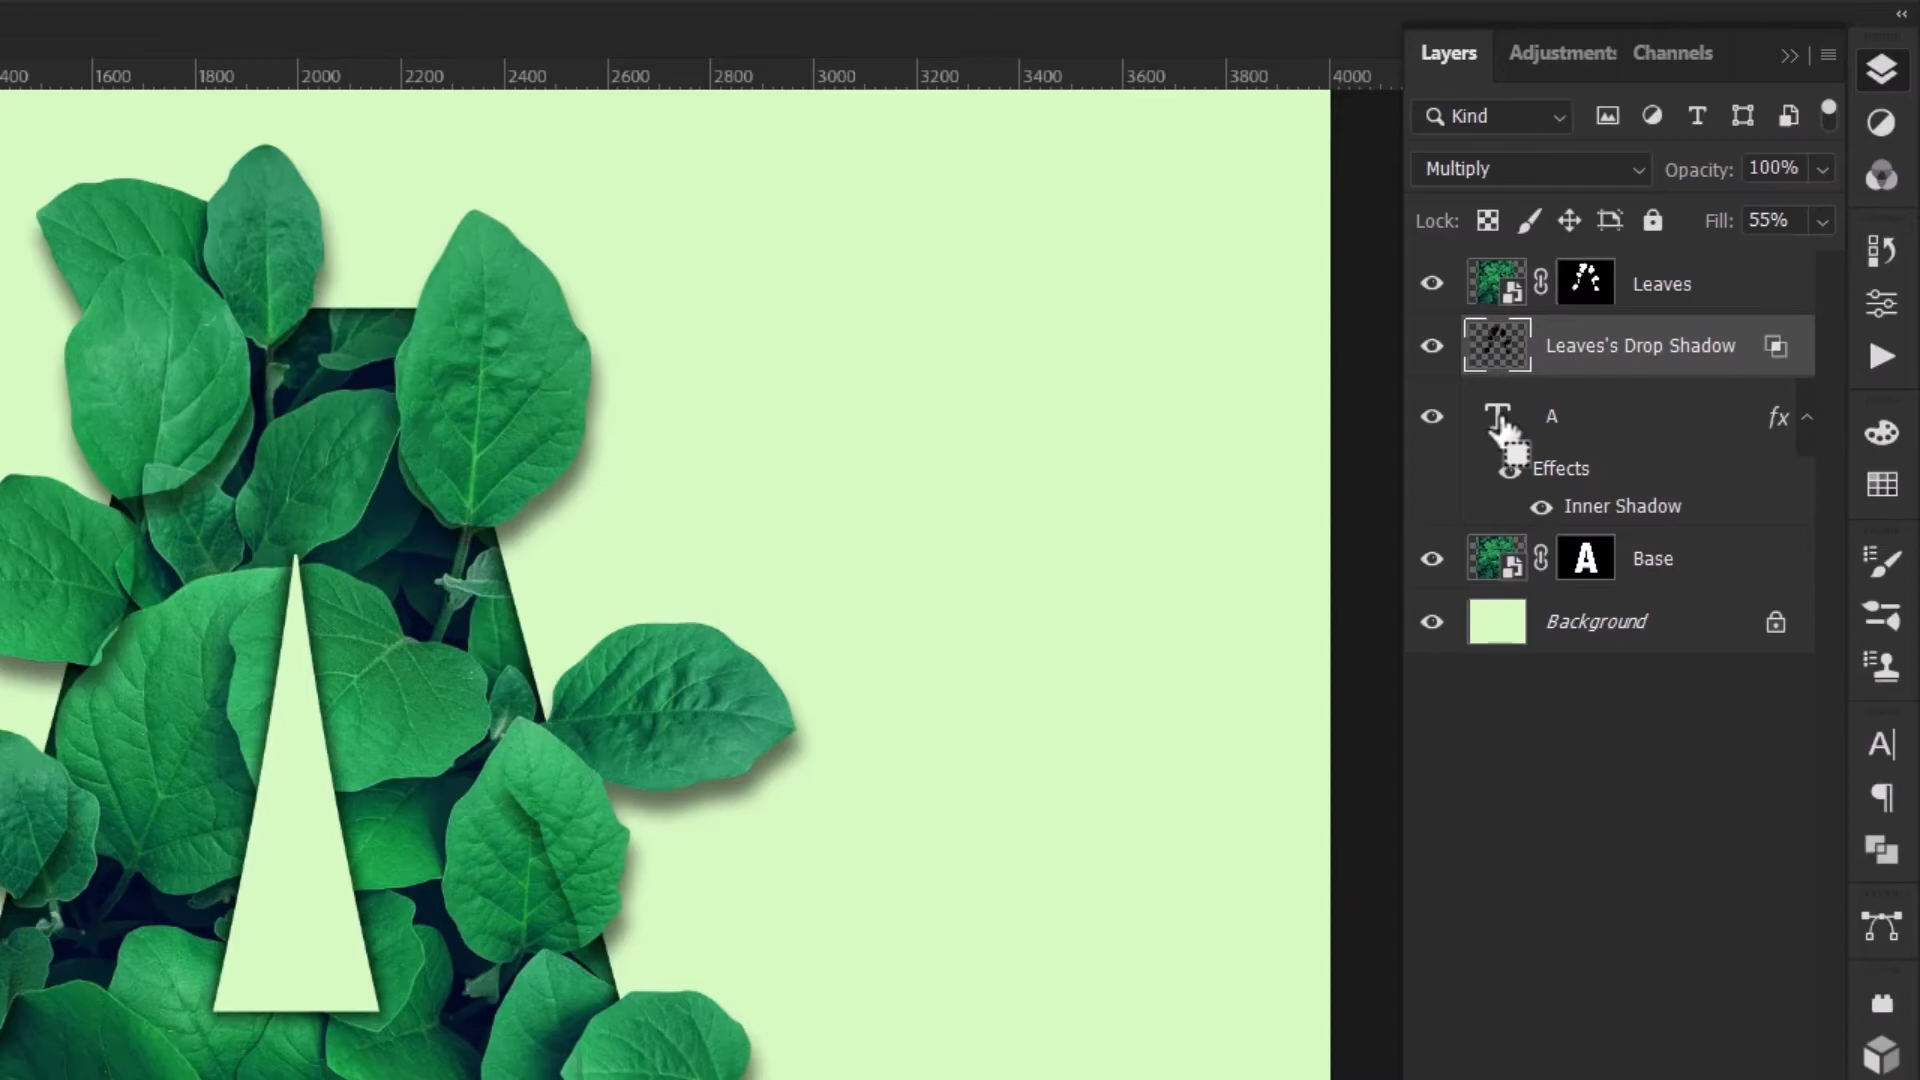 Layers Adjustments Channels
400 1600 1800 2000 2200 2400 2600 2800 3000 3200 3400 3600 3800 4000
Kind
Multiply Opacity: 100%
Lock: Fill: 55%
Leaves
Leaves's Drop Shadow
A fx
Effects
Inner Shadow
Base
Background